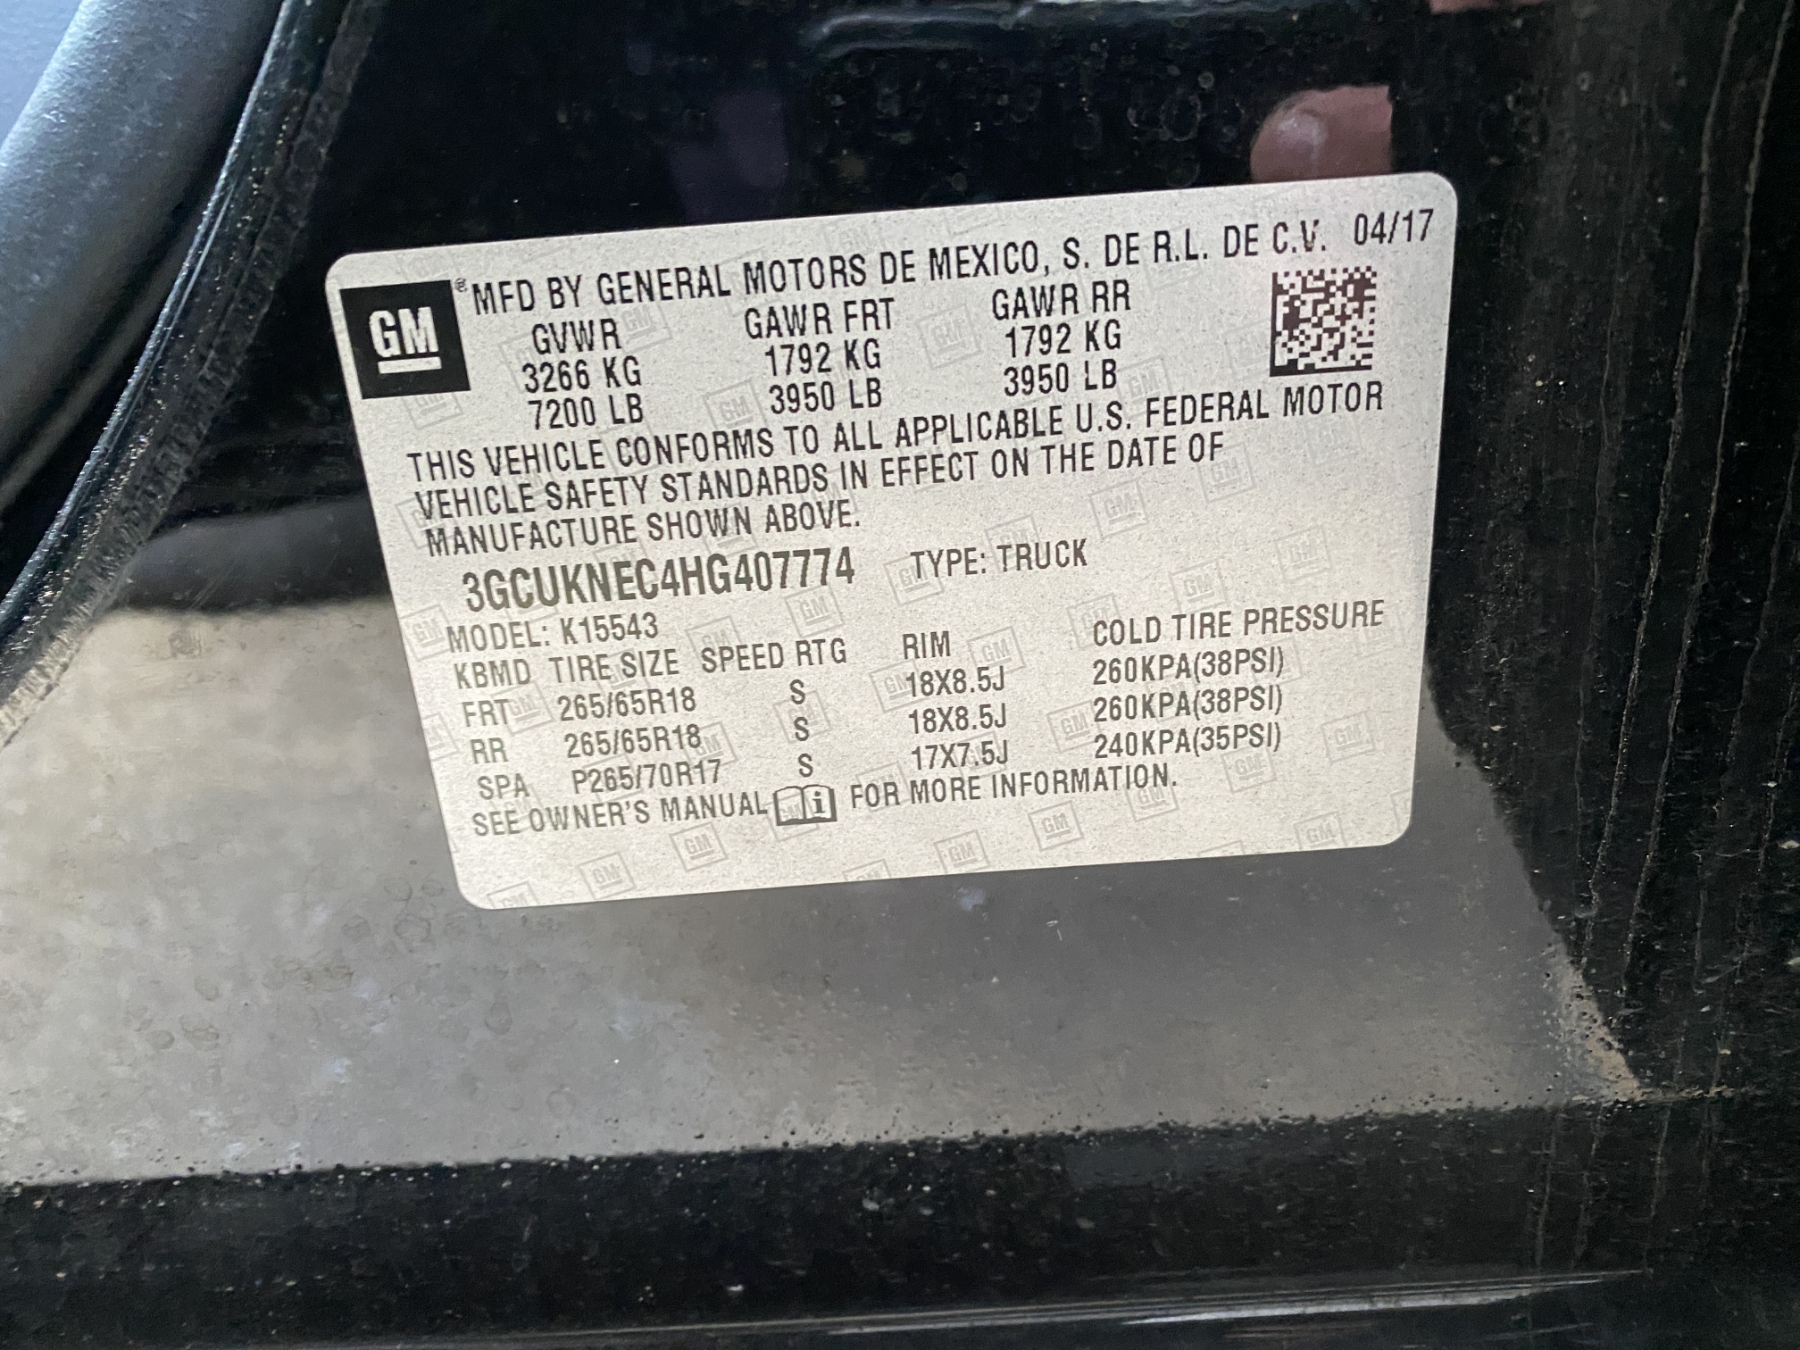 GM ® MFD BY GENERAL MOTORS DE MEXICO, S. DE R.L. DE C.V. 04/17
GVWR GAWR FRT GAWR RR
3266 KG 1792 KG 1792 KG
7200 LB 3950 LB 3950 LB
THIS VEHICLE CONFORMS TO ALL APPLICABLE U.S. FEDERAL MOTOR
VEHICLE SAFETY STANDARDS IN EFFECT ON THE DATE OF
MANUFACTURE SHOWN ABOVE.
3GCUKNEC4HG407774 TYPE: TRUCK
MODEL: K15543
KBMD TIRE SIZE SPEED RTG RIM COLD TIRE PRESSURE
FRT 265/65R18 S 18X8.5J 260KPA(38PSI)
RR 265/65R18 S 18X8.5J 260KPA(38PSI)
SPA P265/70R17 S 17X7.5J 240KPA(35PSI)
SEE OWNER'S MANUAL i FOR MORE INFORMATION.